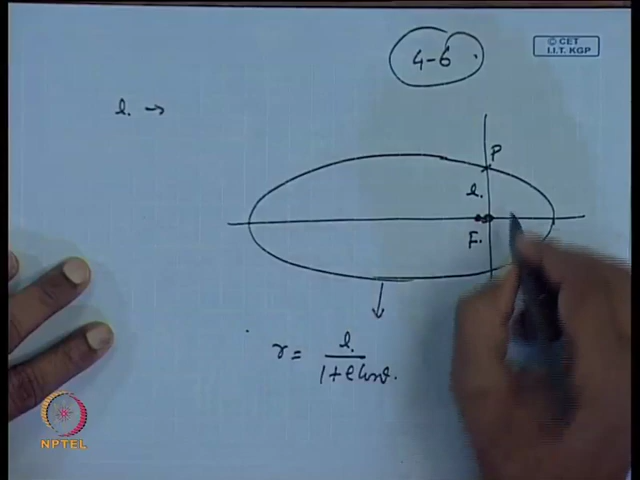 4-6
© CET
I.I.T. KGP
l. →
P
l.
F.
r = l. / 1+e cosθ.
NPTEL